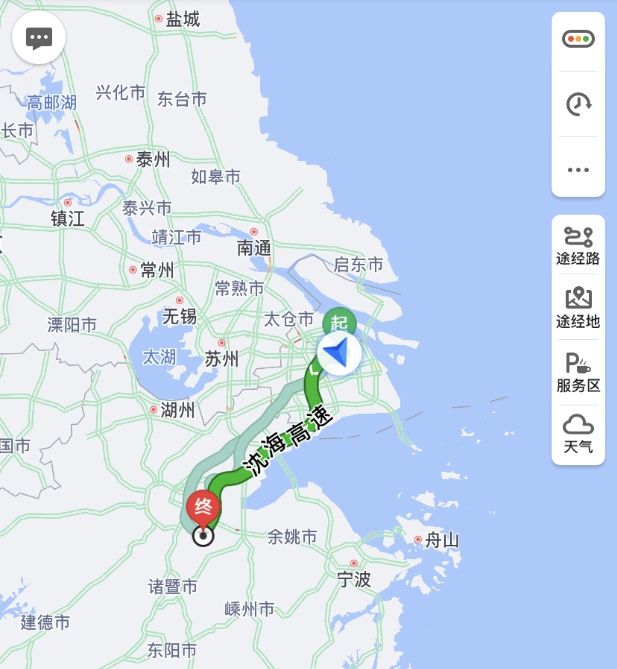 盐城
兴化市
东台市
高邮湖
长市
泰州
如皋市
镇江
泰兴市
靖江市
南通
启东市
常州
常熟市
无锡
太仓市
起
溧阳市
太湖
苏州
湖州
沈海高速
国市
终
余姚市
舟山
宁波
诸暨市
嵊州市
建德市
东阳市
途经路
途经地
服务区
天气